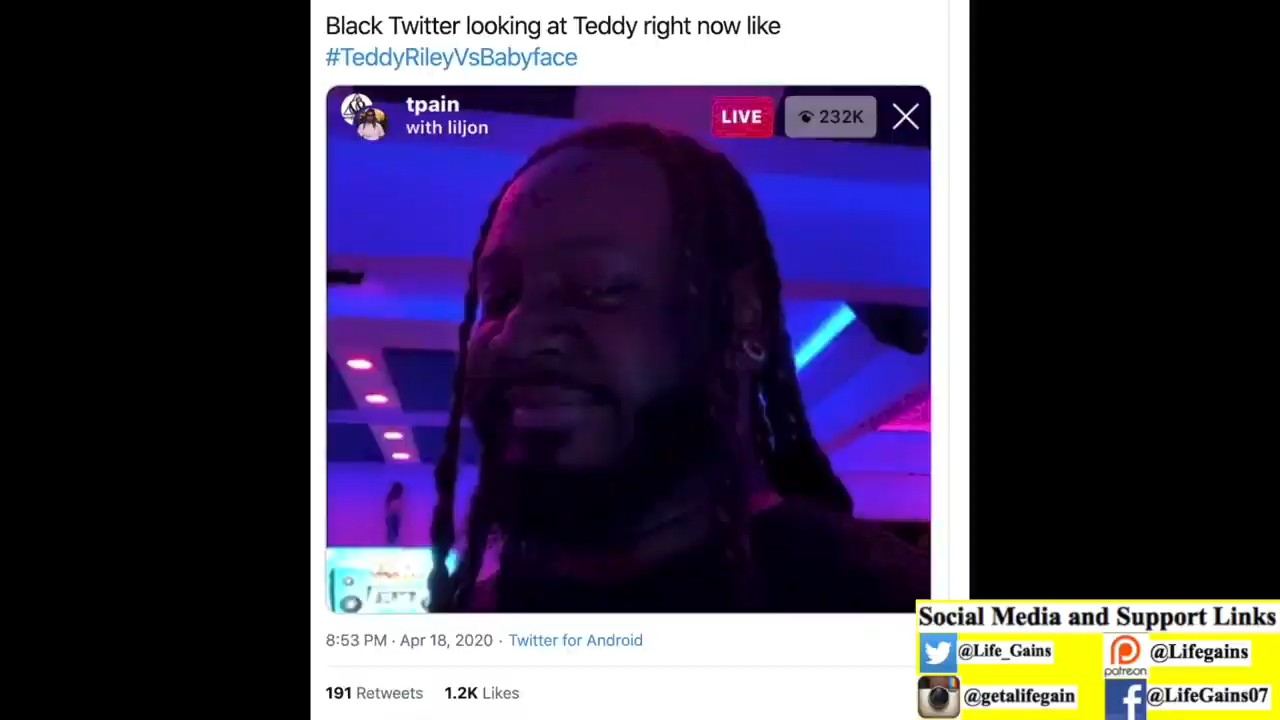 Black Twitter looking at Teddy right now like
#TeddyRileyVsBabyface
tpain
with liljon
LIVE
232K
8:53 PM · Apr 18, 2020 · Twitter for Android
191 Retweets 1.2K Likes
Social Media and Support Links
@Life_Gains
patreon
@Lifegains
@getalifegain
@LifeGains07